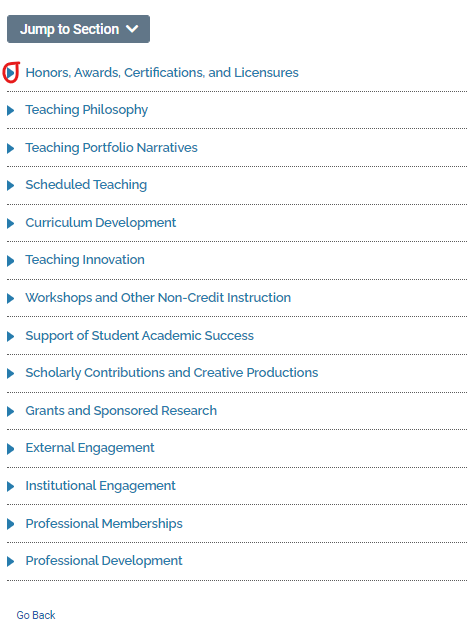 Jump to Section
Honors, Awards, Certifications, and Licensures
Teaching Philosophy
Teaching Portfolio Narratives
Scheduled Teaching
Curriculum Development
Teaching Innovation
Workshops and Other Non-Credit Instruction
Support of Student Academic Success
Scholarly Contributions and Creative Productions
Grants and Sponsored Research
External Engagement
Institutional Engagement
Professional Memberships
Professional Development
Go Back